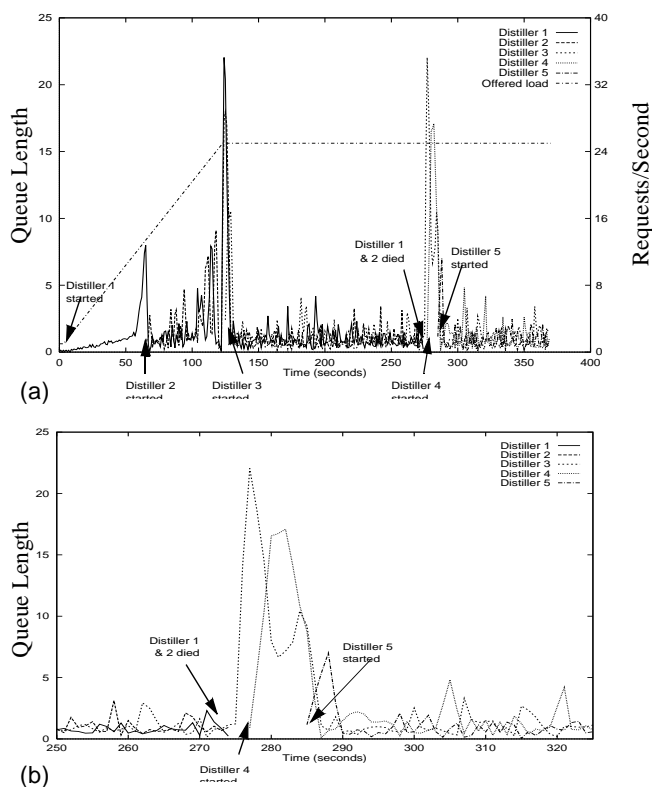 25
20
15
10
5
0
Queue Length
40
32
24
16
8
0
Requests/Second
Distiller 1
Distiller 2
Distiller 3
Distiller 4
Distiller 5
Offered load
Distiller 1
started
Distiller 1
& 2 died
Distiller 5
started
0 50 100 150 200 250 300 350 400
Time (seconds)
Distiller 2
started
Distiller 3
started
Distiller 4
started
(a)
25
20
15
10
5
0
Queue Length
Distiller 1
Distiller 2
Distiller 3
Distiller 4
Distiller 5
Distiller 1
& 2 died
Distiller 5
started
250 260 270 280 290 300 310 320
Time (seconds)
Distiller 4
started
(b)